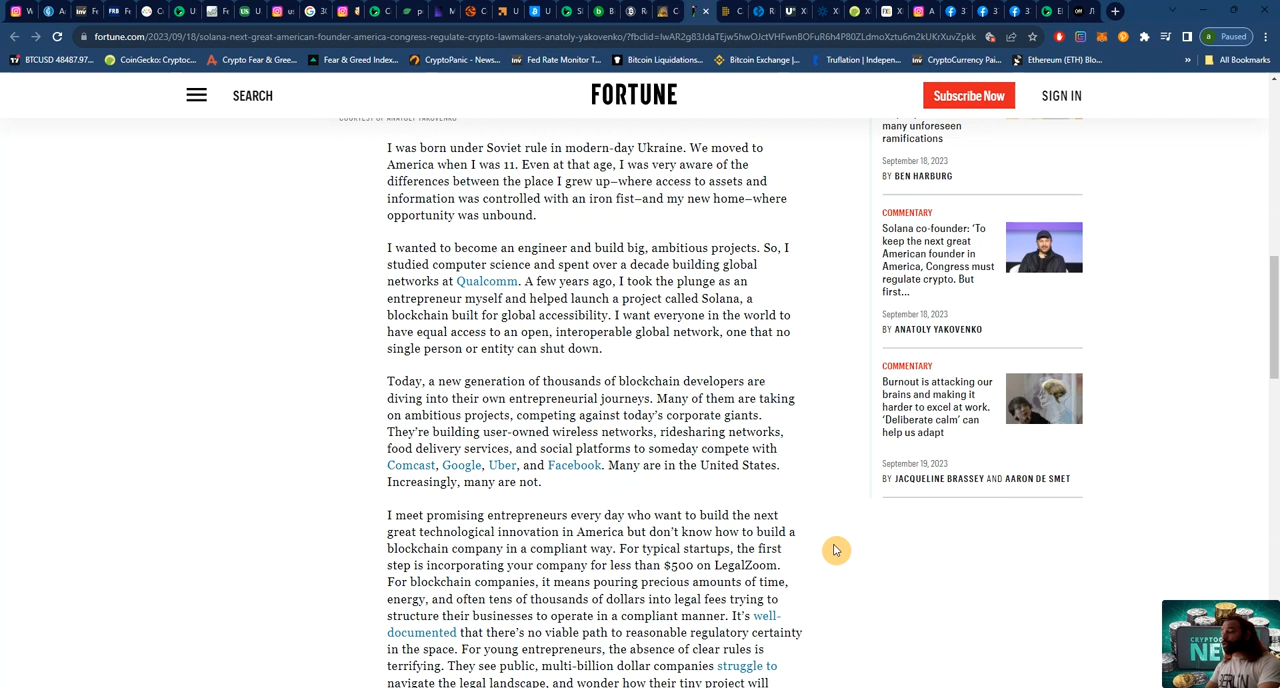 fortune.com/2023/09/18/solana-next-great-american-founder-america-congress-regulate-crypto-lawmakers-anatoly-yakovenko/?fbclid=IwAR2g83JdaTEjw5hwOJctVHFwnBOFuR6h4P80ZLdmoXztu6m2kUKrXuvZpkk
a Paused
BTCUSD 48487.97...
CoinGecko: Cryptoc...
Crypto Fear & Gree...
Fear & Greed Index...
CryptoPanic - News...
Fed Rate Monitor T...
Bitcoin Liquidations...
Bitcoin Exchange |...
Truflation | Indepen...
CryptoCurrency Pai...
Ethereum (ETH) Blo...
»
All Bookmarks
SEARCH
FORTUNE
Subscribe Now
SIGN IN
COURTESY OF ANATOLY YAKOVENKO
I was born under Soviet rule in modern-day Ukraine. We moved to
America when I was 11. Even at that age, I was very aware of the
differences between the place I grew up–where access to assets and
information was controlled with an iron fist–and my new home–where
opportunity was unbound.
I wanted to become an engineer and build big, ambitious projects. So, I
studied computer science and spent over a decade building global
networks at Qualcomm. A few years ago, I took the plunge as an
entrepreneur myself and helped launch a project called Solana, a
blockchain built for global accessibility. I want everyone in the world to
have equal access to an open, interoperable global network, one that no
single person or entity can shut down.
Today, a new generation of thousands of blockchain developers are
diving into their own entrepreneurial journeys. Many of them are taking
on ambitious projects, competing against today's corporate giants.
They're building user-owned wireless networks, ridesharing networks,
food delivery services, and social platforms to someday compete with
Comcast, Google, Uber, and Facebook. Many are in the United States.
Increasingly, many are not.
I meet promising entrepreneurs every day who want to build the next
great technological innovation in America but don't know how to build a
blockchain company in a compliant way. For typical startups, the first
step is incorporating your company for less than $500 on LegalZoom.
For blockchain companies, it means pouring precious amounts of time,
energy, and often tens of thousands of dollars into legal fees trying to
structure their businesses to operate in a compliant manner. It's well-
documented that there's no viable path to reasonable regulatory certainty
in the space. For young entrepreneurs, the absence of clear rules is
terrifying. They see public, multi-billion dollar companies struggle to
navigate the legal landscape, and wonder how their tiny project will
many unforeseen
ramifications
September 18, 2023
BY BEN HARBURG
COMMENTARY
Solana co-founder: 'To
keep the next great
American founder in
America, Congress must
regulate crypto. But
first...
September 18, 2023
BY ANATOLY YAKOVENKO
COMMENTARY
Burnout is attacking our
brains and making it
harder to excel at work.
'Deliberate calm' can
help us adapt
September 19, 2023
BY JACQUELINE BRASSEY AND AARON DE SMET